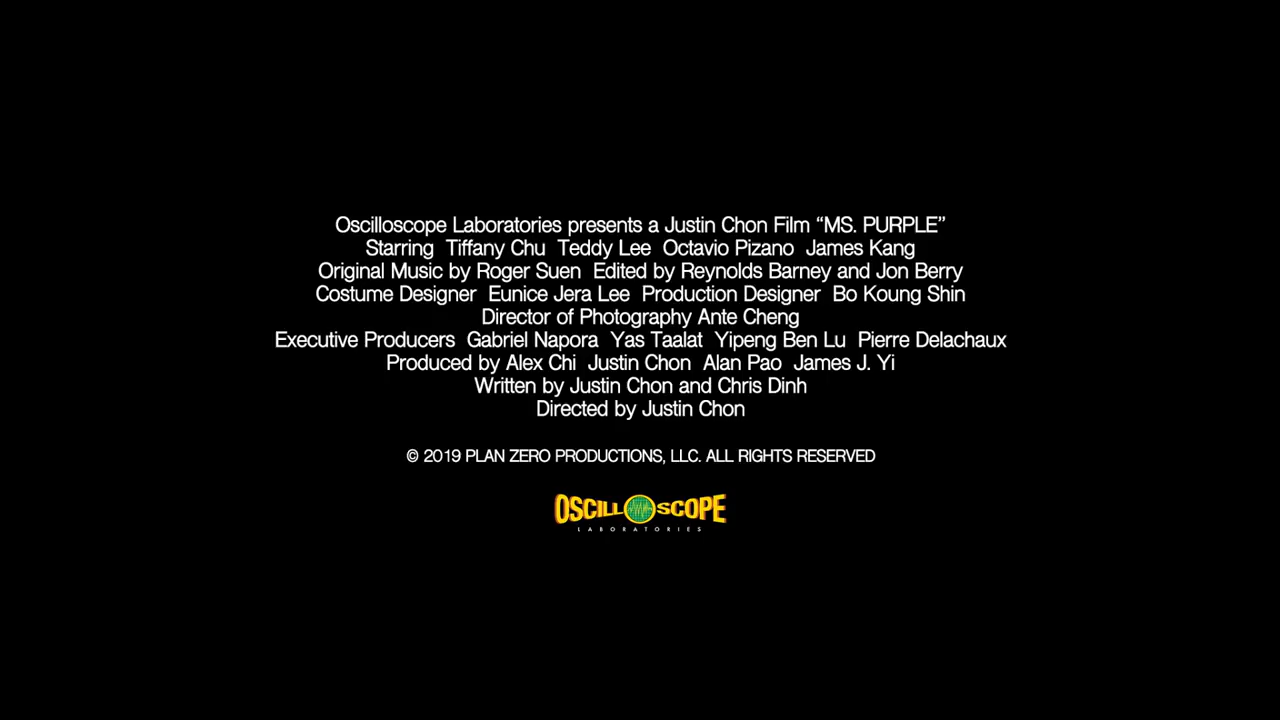 Oscilloscope Laboratories presents a Justin Chon Film “MS. PURPLE”
Starring Tiffany Chu Teddy Lee Octavio Pizano James Kang
Original Music by Roger Suen Edited by Reynolds Barney and Jon Berry
Costume Designer Eunice Jera Lee Production Designer Bo Koung Shin
Director of Photography Ante Cheng
Executive Producers Gabriel Napora Yas Taalat Yipeng Ben Lu Pierre Delachaux
Produced by Alex Chi Justin Chon Alan Pao James J. Yi
Written by Justin Chon and Chris Dinh
Directed by Justin Chon
© 2019 PLAN ZERO PRODUCTIONS, LLC. ALL RIGHTS RESERVED
OSCILLOSCOPE
LABORATORIES